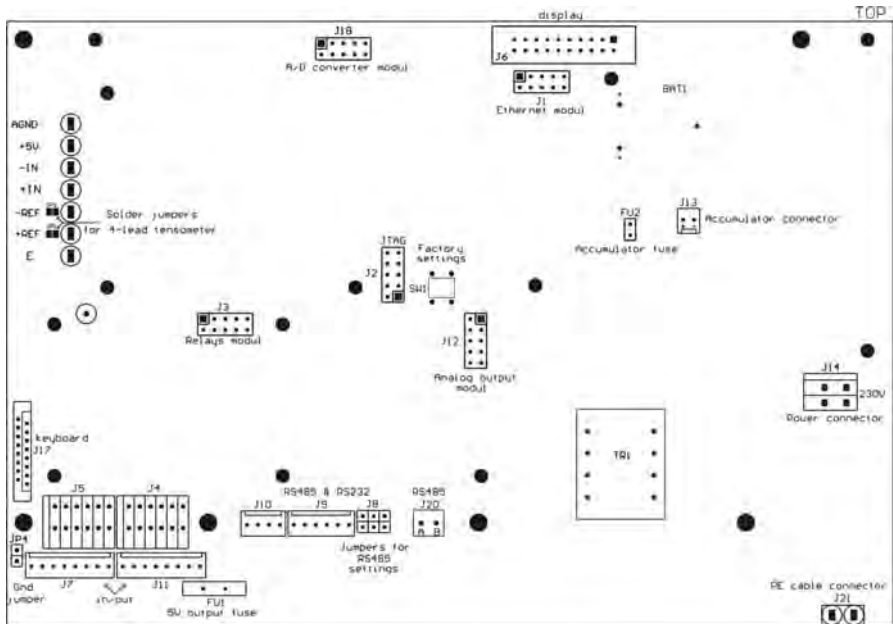 TOP
display
J18
A/D converter modul
J6
J1
Ethernet modul
BAT1
AGND
+5V
-IN
+IN
-REF
+REF
E
Solder jumpers
for 4-lead tensometer
FU2
Accumulator fuse
J13
Accumulator connector
JTAG
J2
Factory
settings
SW1
J3
Relays modul
J12
Analog output
modul
J14
230V
Power connector
keyboard
J17
TR1
J5
J4
RS485 & RS232
J10
J9
J8
Jumpers for
RS485
settings
RS485
J20
A B
JP4
Gnd
jumper
J7
J11
FU1
5V output fuse
PE cable connector
J21